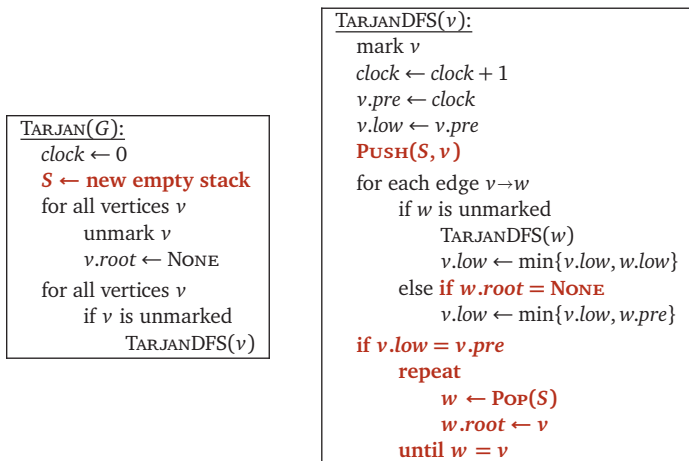 TARJAN(G):
clock ← 0
S ← new empty stack
for all vertices v
unmark v
v.root ← NONE
for all vertices v
if v is unmarked
TARJANDFS(v)
TARJANDFS(v):
mark v
clock ← clock + 1
v.pre ← clock
v.low ← v.pre
PUSH(S, v)
for each edge v→w
if w is unmarked
TARJANDFS(w)
v.low ← min{v.low, w.low}
else if w.root = NONE
v.low ← min{v.low, w.pre}
if v.low = v.pre
repeat
w ← POP(S)
w.root ← v
until w = v